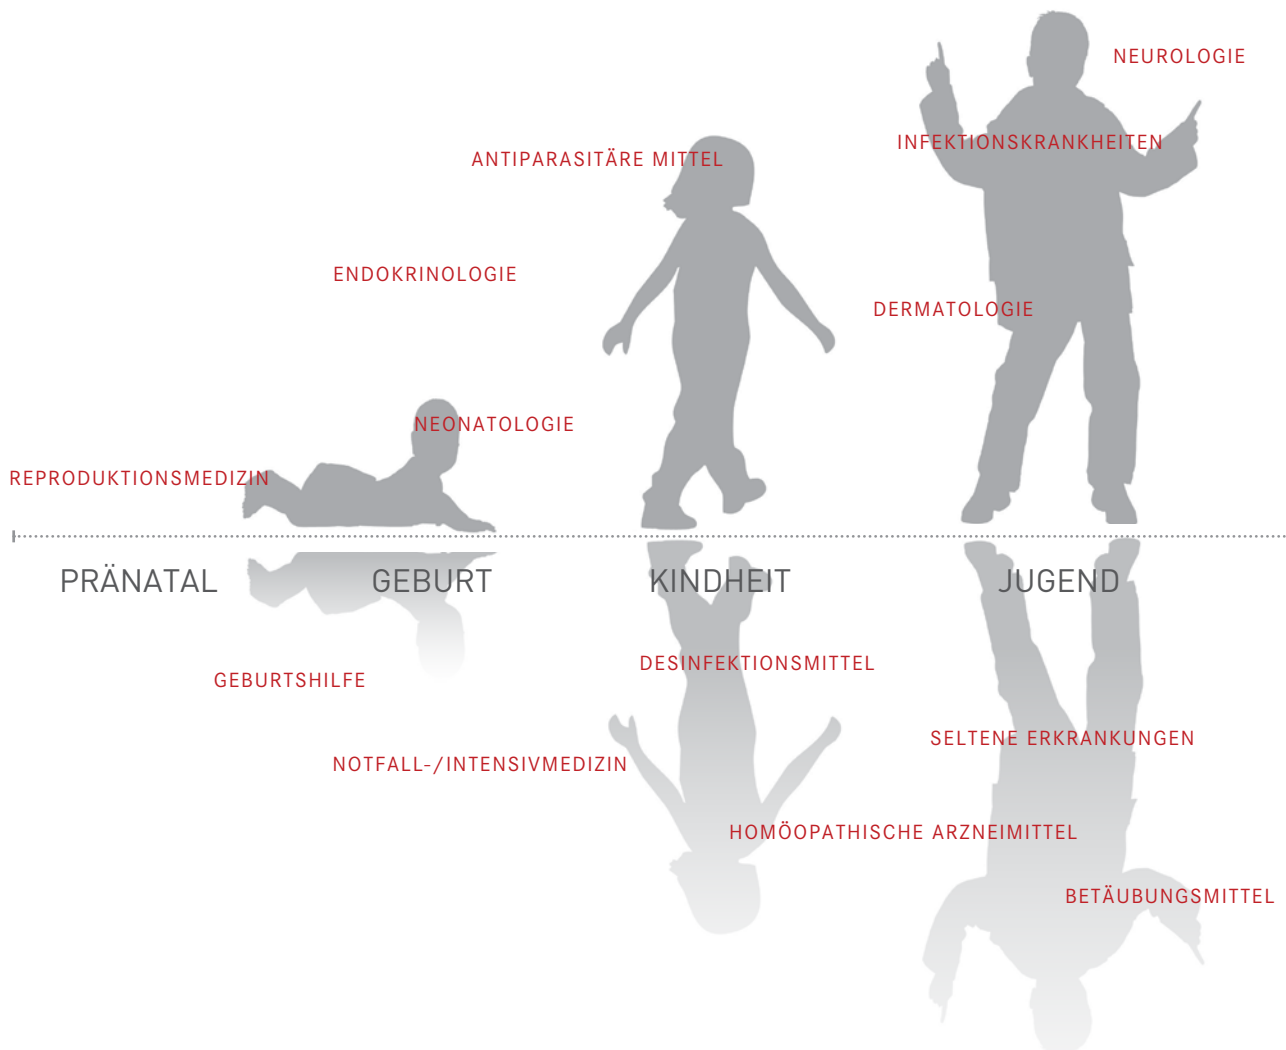 NEUROLOGIE
INFEKTIONSKRANKHEITEN
ANTIPARASITÄRE MITTEL
ENDOKRINOLOGIE
DERMATOLOGIE
NEONATOLOGIE
REPRODUKTIONSMEDIZIN
PRÄNATAL
GEBURT
KINDHEIT
JUGEND
DESINFEKTIONSMITTEL
GEBURTSHILFE
SELTENE ERKRANKUNGEN
NOTFALL-/INTENSIVMEDIZIN
HOMÖOPATHISCHE ARZNEIMITTEL
BETÄUBUNGSMITTEL